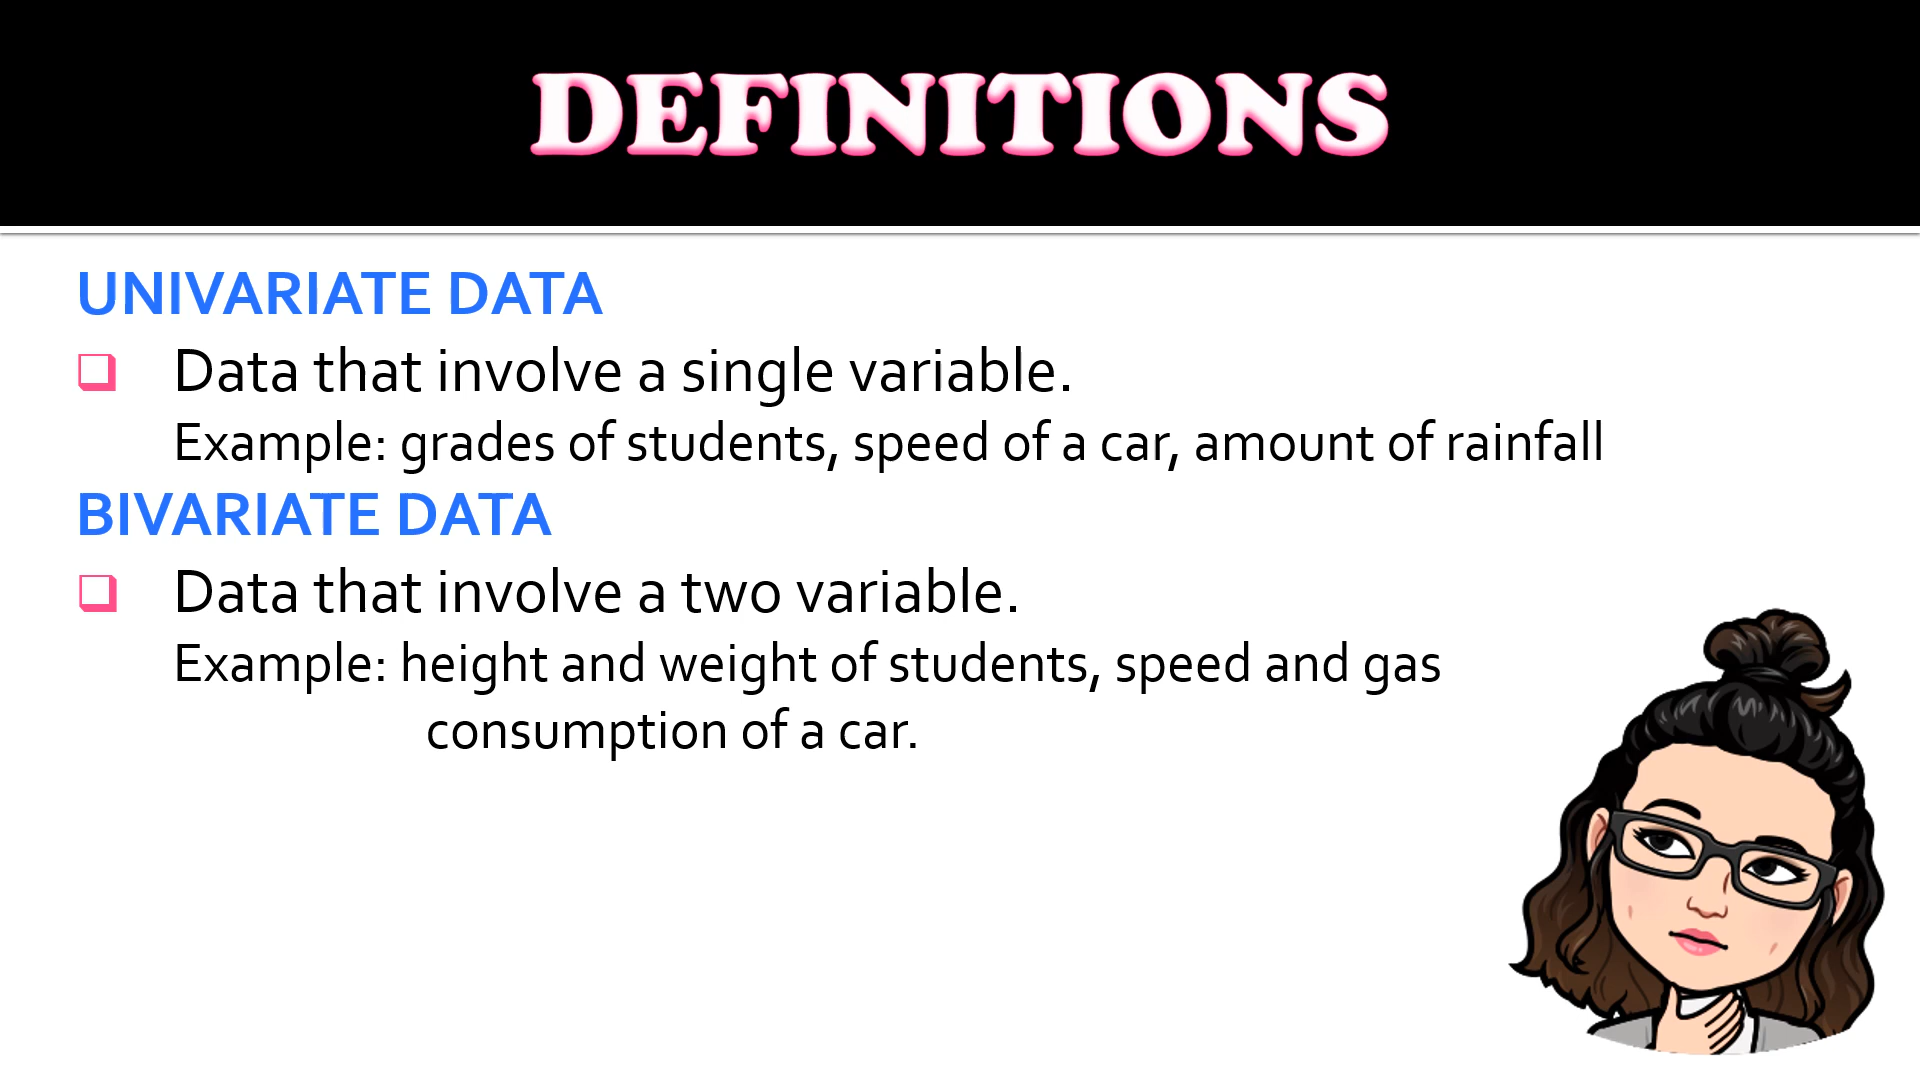 DEFINITIONS
UNIVARIATE DATA
Data that involve a single variable.
Example: grades of students, speed of a car, amount of rainfall
BIVARIATE DATA
Data that involve a two variable.
Example: height and weight of students, speed and gas
consumption of a car.